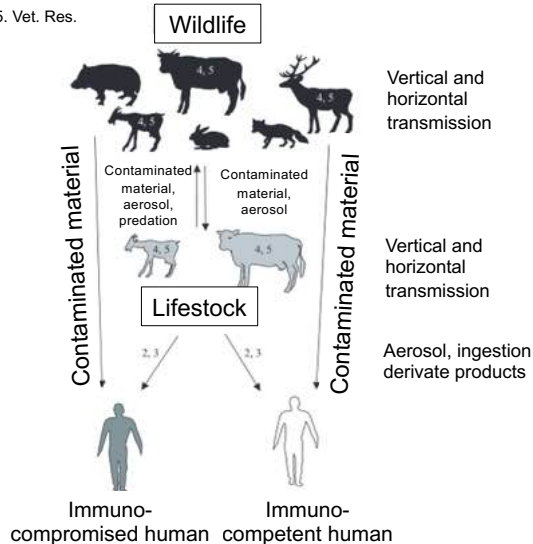 5. Vet. Res.
Wildlife
4, 5
4, 5
4, 5
Vertical and
horizontal
transmission
Contaminated material
Contaminated
material,
aerosol,
predation
Contaminated
material,
aerosol
Contaminated material
4, 5
4, 5
Vertical and
horizontal
transmission
Lifestock
2, 3
2, 3
Aerosol, ingestion
derivate products
Immuno-
compromised human
Immuno-
competent human